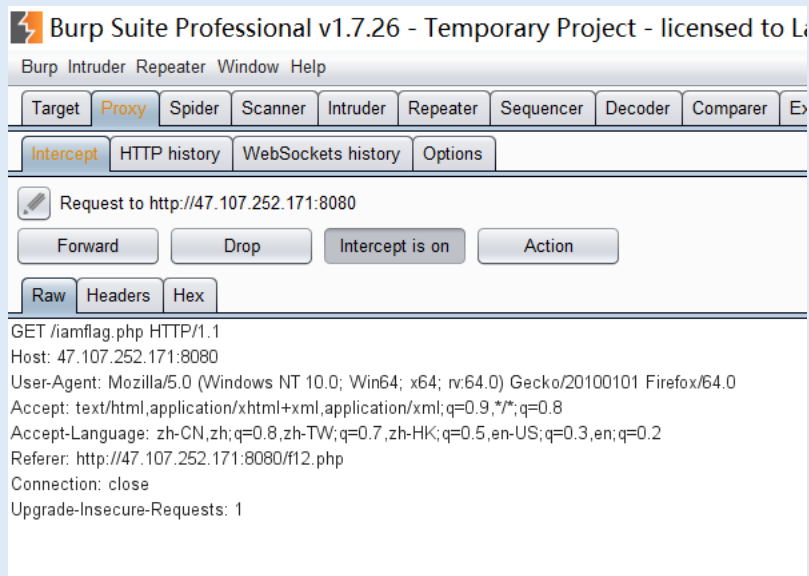 Burp Suite Professional v1.7.26 - Temporary Project - licensed to
Burp Intruder Repeater Window Help
Target Proxy Spider Scanner Intruder Repeater Sequencer Decoder Comparer
Intercept HTTP history WebSockets history Options
Request to http://47.107.252.171:8080
Forward Drop Intercept is on Action
Raw Headers Hex
GET /iamflag.php HTTP/1.1
Host: 47.107.252.171:8080
User-Agent: Mozilla/5.0 (Windows NT 10.0; Win64; x64; rv:64.0) Gecko/20100101 Firefox/64.0
Accept: text/html,application/xhtml+xml,application/xml;q=0.9,*/*;q=0.8
Accept-Language: zh-CN,zh;q=0.8,zh-TW;q=0.7,zh-HK;q=0.5,en-US;q=0.3,en;q=0.2
Referer: http://47.107.252.171:8080/f12.php
Connection: close
Upgrade-Insecure-Requests: 1